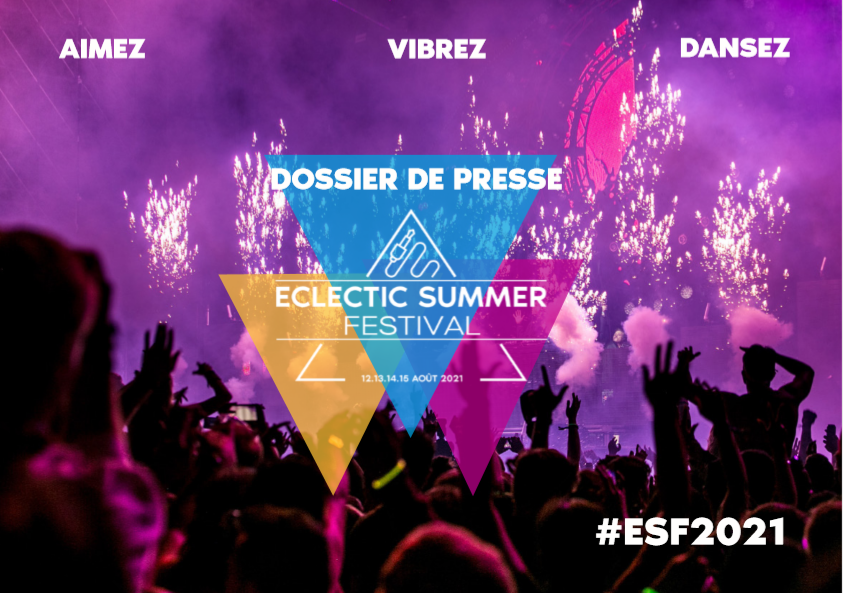 AIMEZ VIBREZ DANSEZ
DOSSIER DE PRESSE
ECLECTIC SUMMER
FESTIVAL
12.13.14.15 AOÛT 2021
#ESF2021